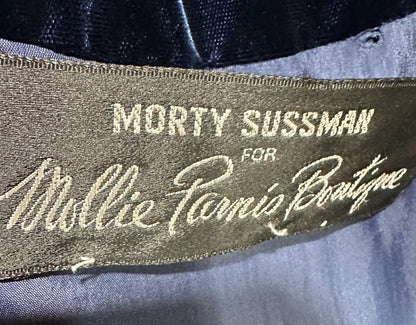 MORTY SUSSMAN
FOR
Mollie Parnis Boutique